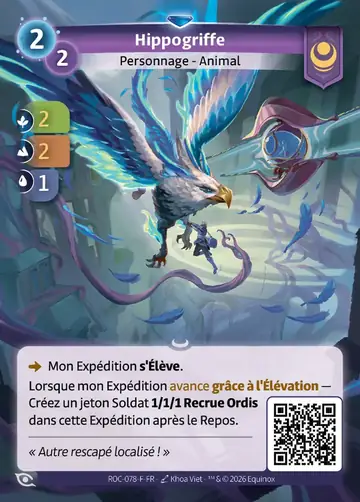 2
Hippogriffe
2
Personnage - Animal
2
2
1
Mon Expédition s'Élève.
Lorsque mon Expédition avance grâce à l'Élévation —
Créez un jeton Soldat 1/1/1 Recrue Ordis
dans cette Expédition après le Repos.
« Autre rescapé localisé ! »
ROC-078-F-FR - Khoa Viet - ™ & © 2026 Equinox